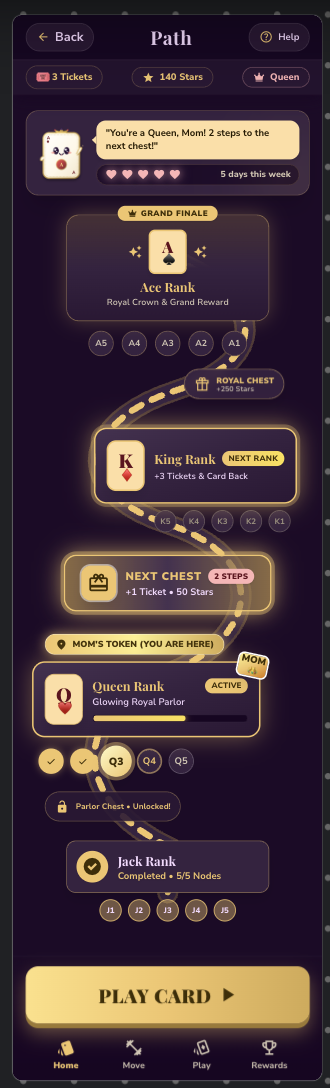 Back
Path
Help
3 Tickets
140 Stars
Queen
"You're a Queen, Mom! 2 steps to the
next chest!"
5 days this week
GRAND FINALE
A
Ace Rank
Royal Crown & Grand Reward
A5 A4 A3 A2 A1
ROYAL CHEST
+250 Stars
K
King Rank
NEXT RANK
+3 Tickets & Card Back
K5 K4 K3 K2 K1
NEXT CHEST
2 STEPS
+1 Ticket • 50 Stars
MOM'S TOKEN (YOU ARE HERE)
MOM
Q
Queen Rank
ACTIVE
Glowing Royal Parlor
Q3 Q4 Q5
Parlor Chest • Unlocked!
Jack Rank
Completed • 5/5 Nodes
J1 J2 J3 J4 J5
PLAY CARD
Home
Move
Play
Rewards